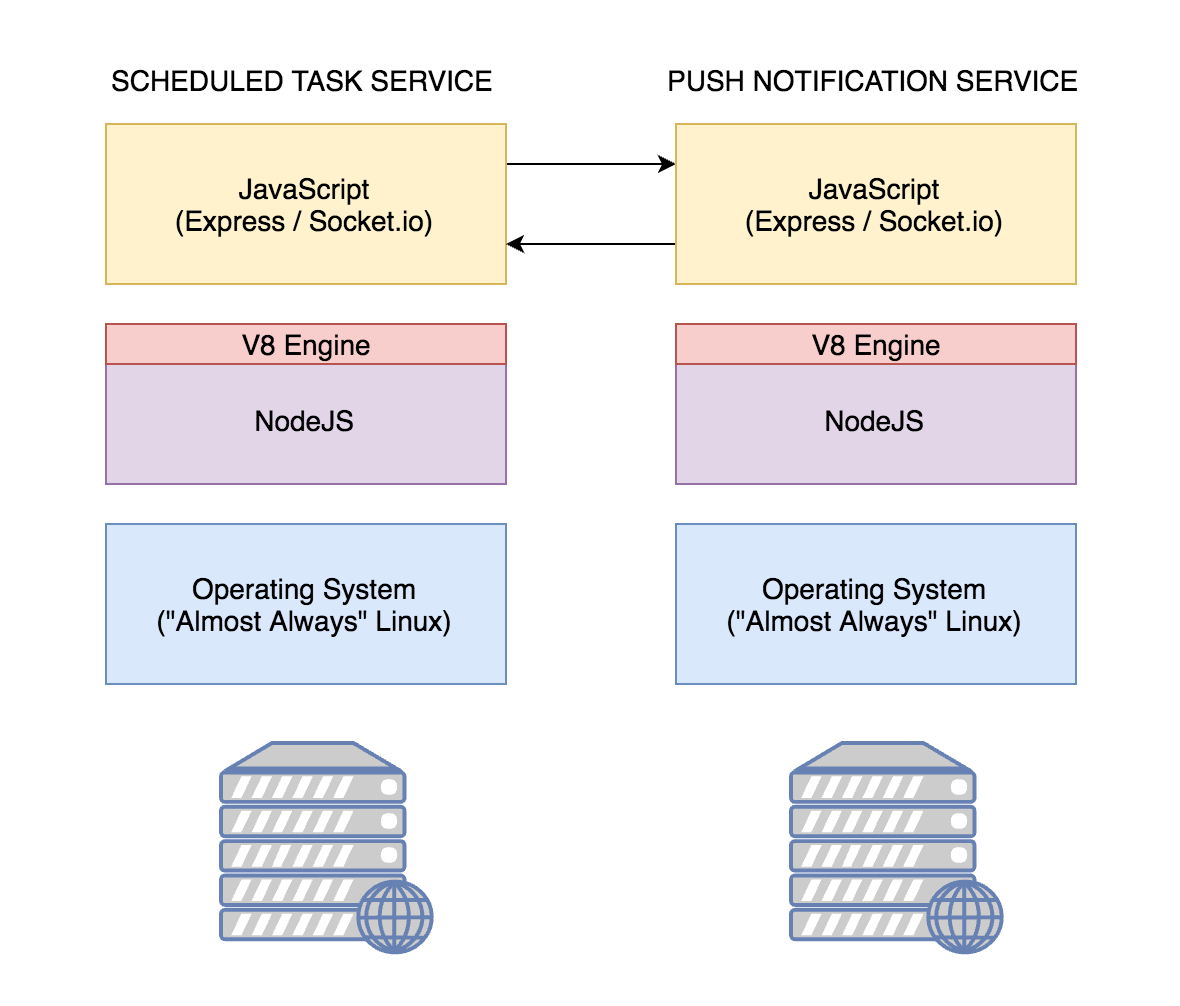 SCHEDULED TASK SERVICE
PUSH NOTIFICATION SERVICE
JavaScript
(Express / Socket.io)
JavaScript
(Express / Socket.io)
V8 Engine
V8 Engine
NodeJS
NodeJS
Operating System
("Almost Always" Linux)
Operating System
("Almost Always" Linux)